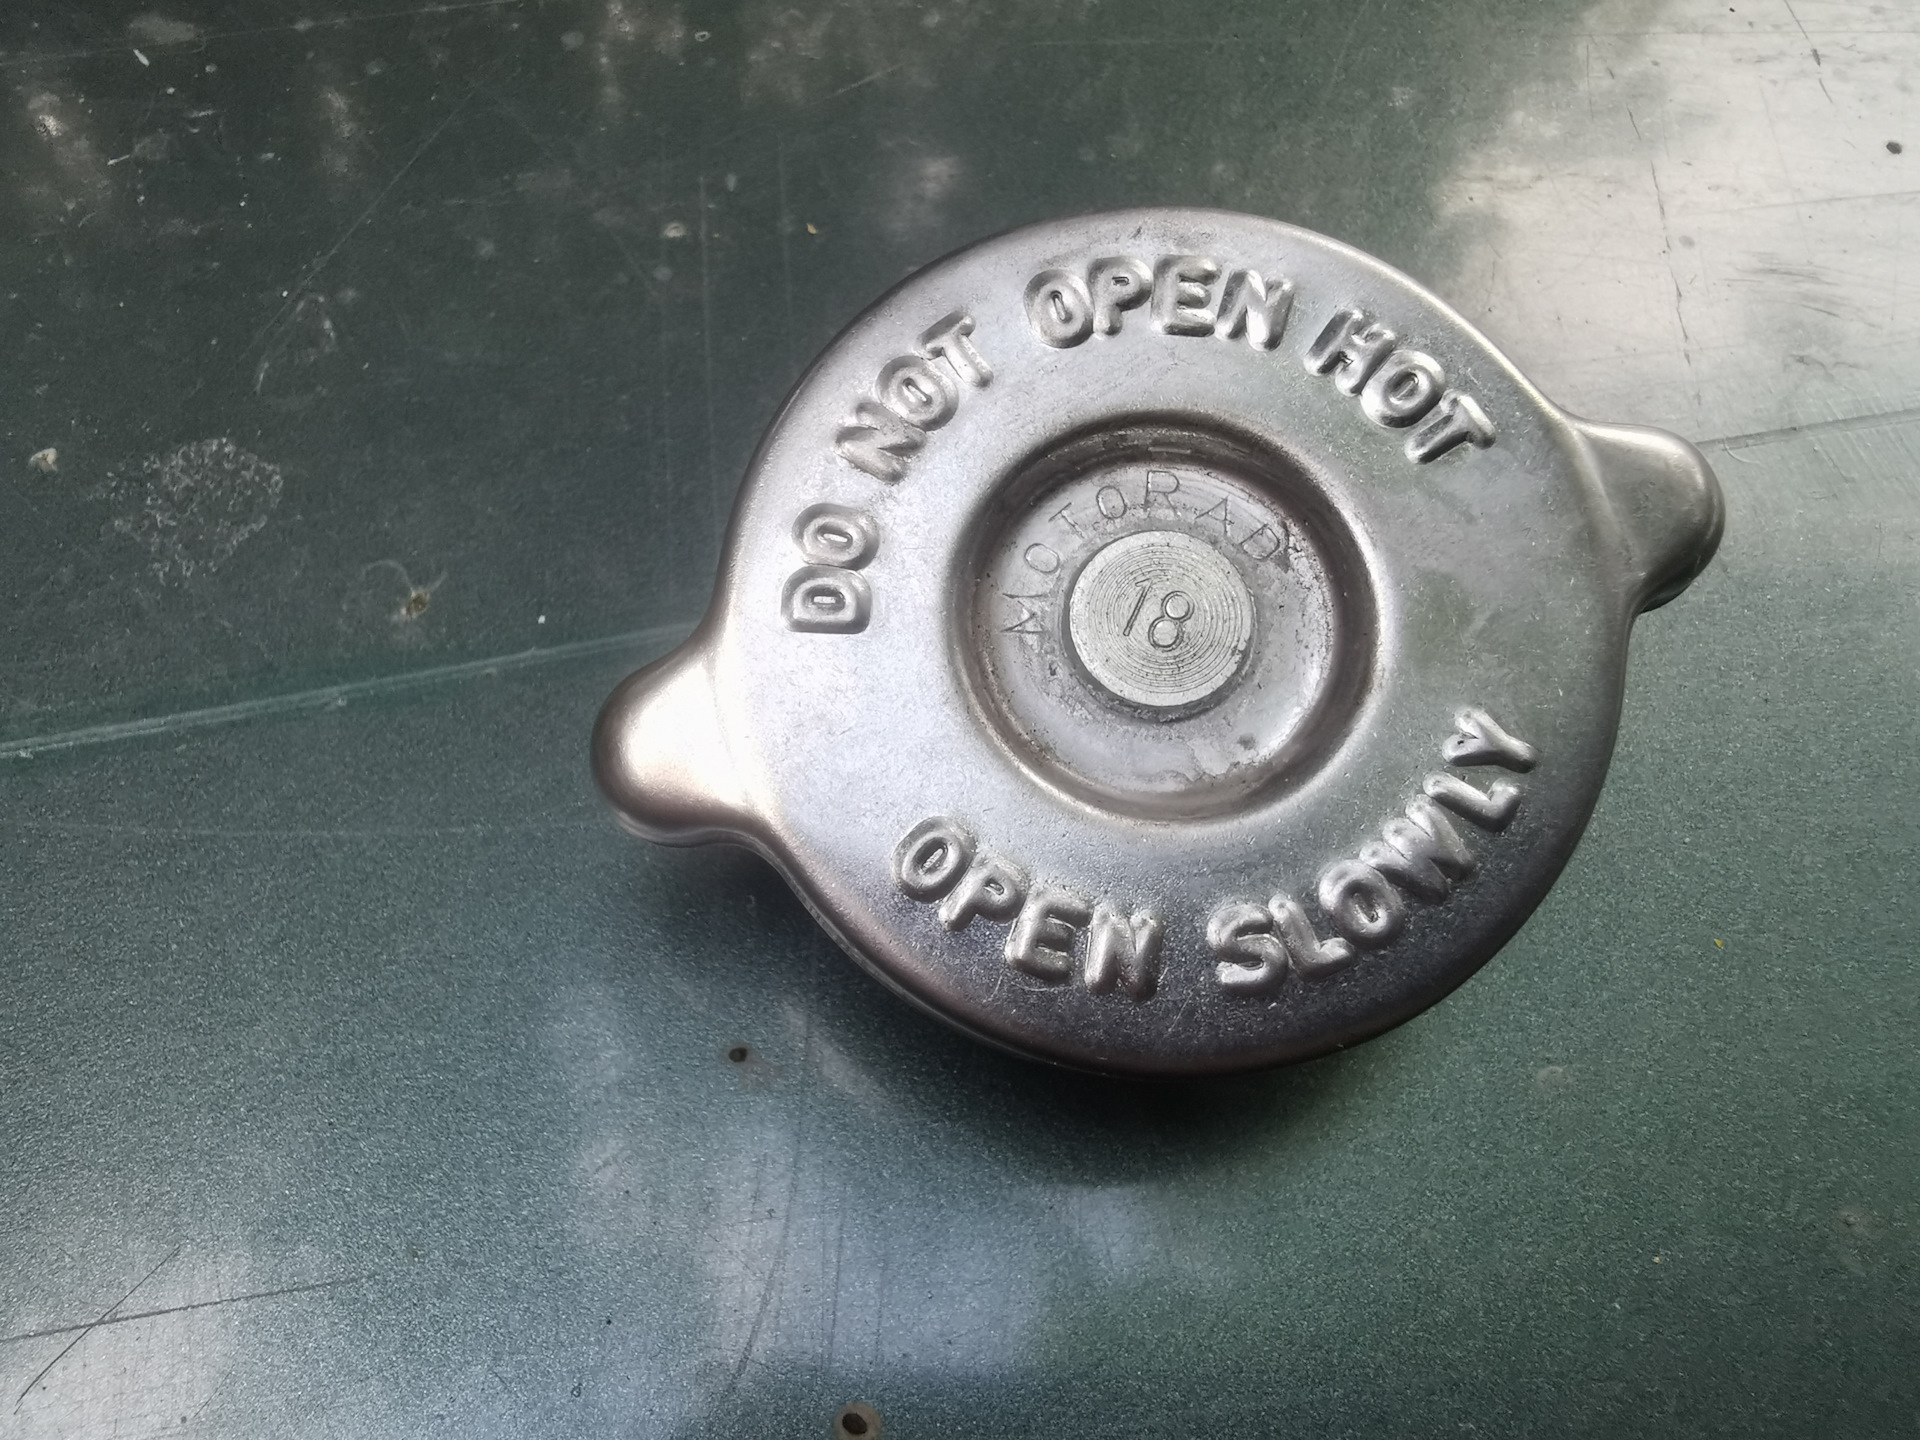 DO NOT OPEN HOT
MOTORAD
18
OPEN SLOWLY